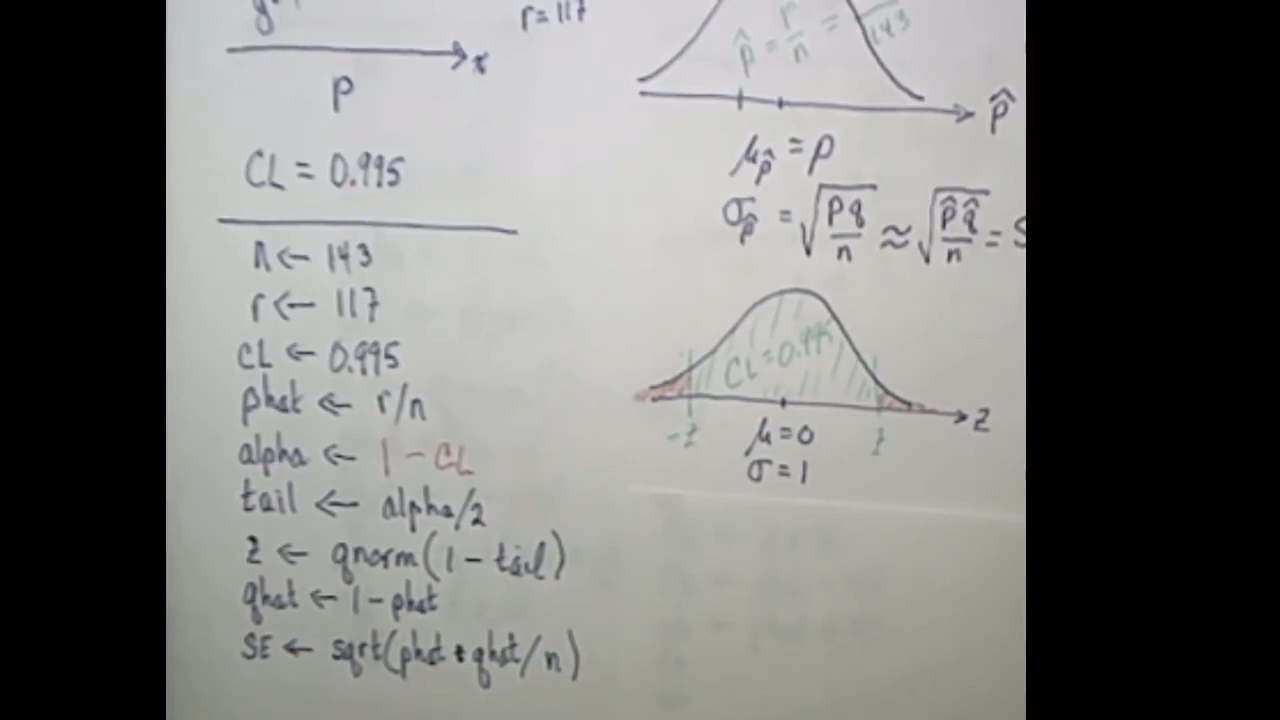 r = 117
x
p
CL = 0.995
n ← 143
r ← 117
CL ← 0.995
phat ← r/n
alpha ← 1 - CL
tail ← alpha/2
z ← qnorm(1 - tail)
qhat ← 1 - phat
SE ← sqrt(phat * qhat/n)
p̂ = r/n = /143
p̂
μp̂ = p
σp̂ = √(pq/n) ≈ √(p̂q̂/n) = S
CL = 0.995
-z z
z
μ = 0
σ = 1